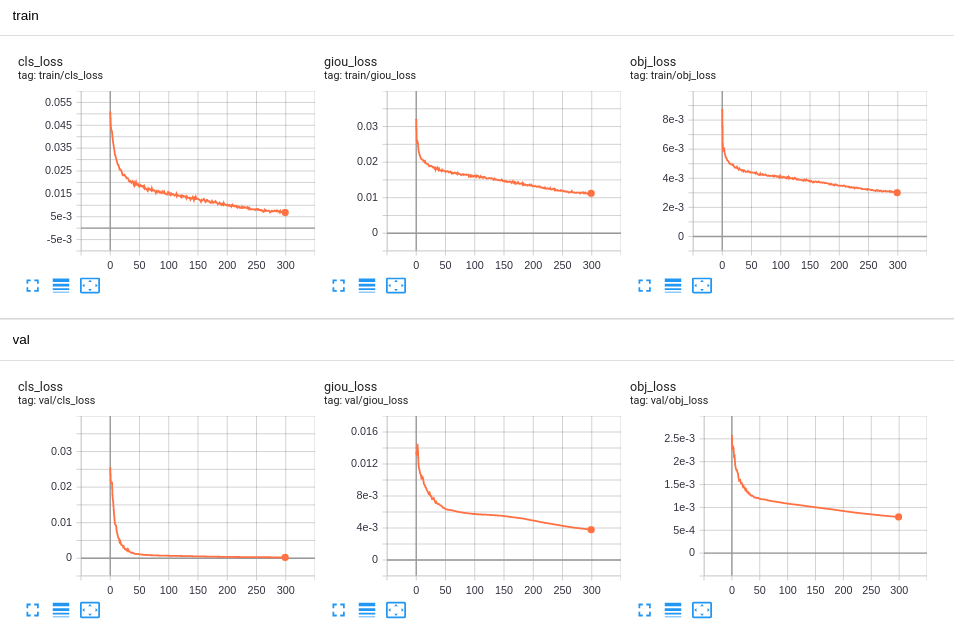 train
cls_loss
tag: train/cls_loss
0.055
0.045
0.035
0.025
0.015
5e-3
-5e-3
0 50 100 150 200 250 300
giou_loss
tag: train/giou_loss
0.03
0.02
0.01
0
0 50 100 150 200 250 300
obj_loss
tag: train/obj_loss
8e-3
6e-3
4e-3
2e-3
0
0 50 100 150 200 250 300
val
cls_loss
tag: val/cls_loss
0.03
0.02
0.01
0
0 50 100 150 200 250 300
giou_loss
tag: val/giou_loss
0.016
0.012
8e-3
4e-3
0
0 50 100 150 200 250 300
obj_loss
tag: val/obj_loss
2.5e-3
2e-3
1.5e-3
1e-3
5e-4
0
0 50 100 150 200 250 300